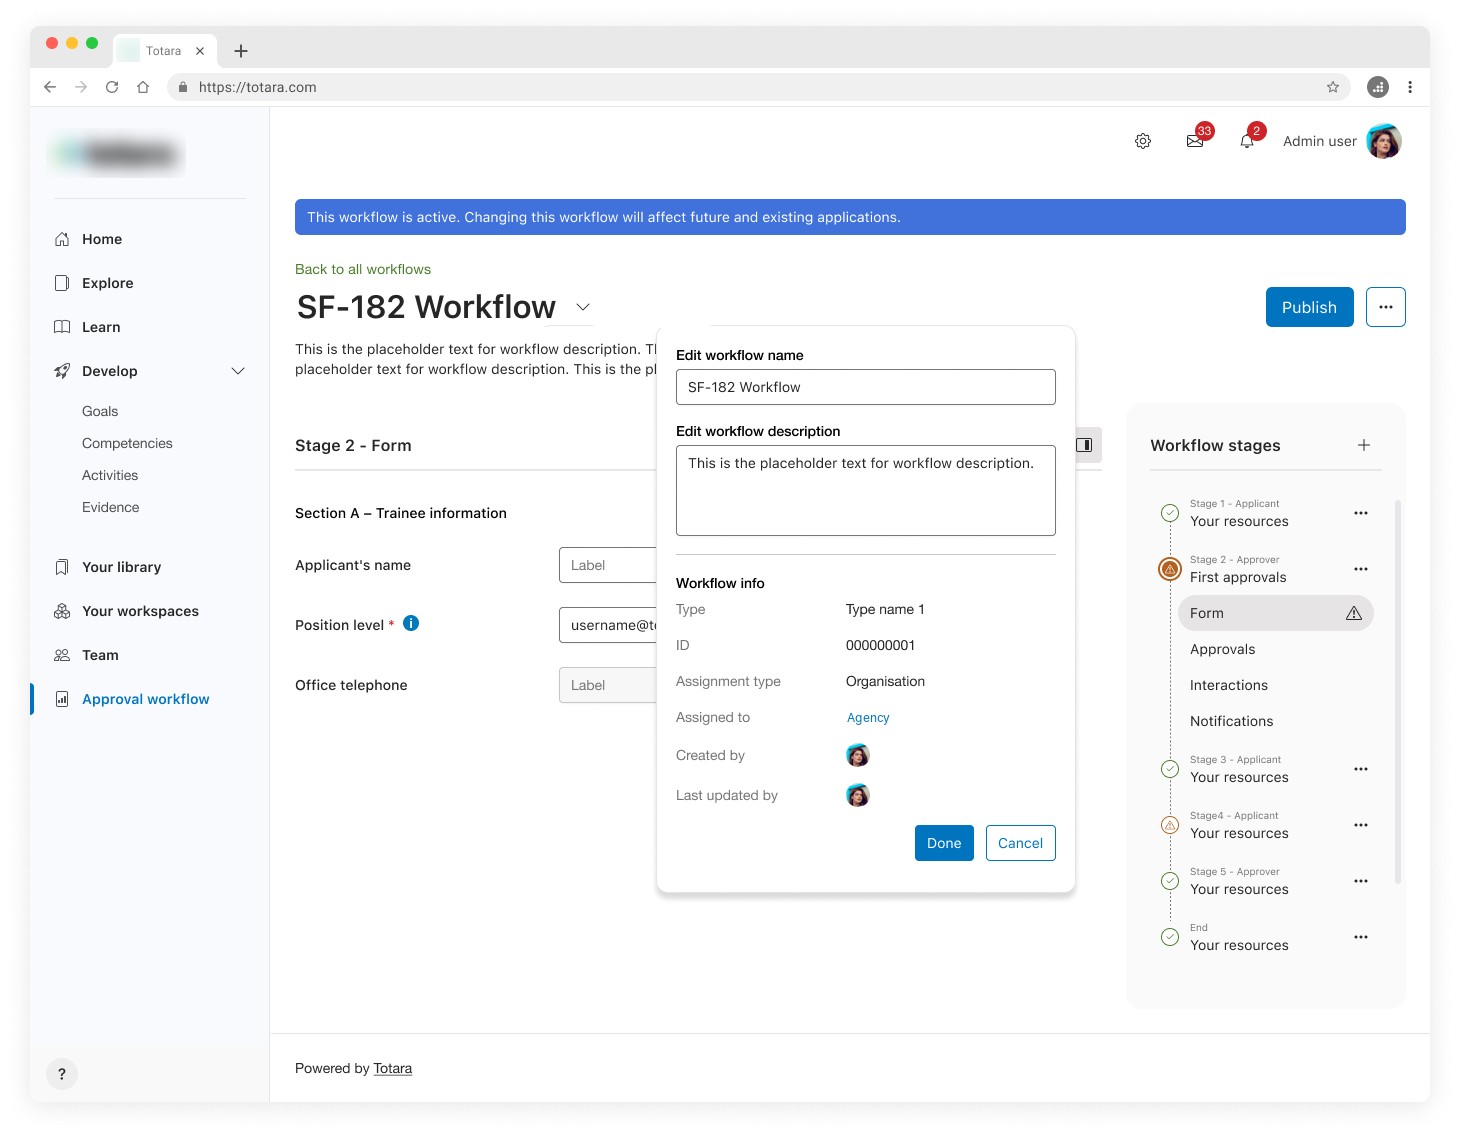 Totara
https://totara.com
33
2
Admin user
This workflow is active. Changing this workflow will affect future and existing applications.
Home
Explore
Learn
Develop
Goals
Competencies
Activities
Evidence
Your library
Your workspaces
Team
Approval workflow
?
Back to all workflows
SF-182 Workflow
Publish
This is the placeholder text for workflow description.
placeholder text for workflow description. This is the
Stage 2 - Form
Section A – Trainee information
Applicant's name
Label
Position level *
username@
Office telephone
Label
Edit workflow name
SF-182 Workflow
Edit workflow description
This is the placeholder text for workflow description.
Workflow info
Type
Type name 1
ID
000000001
Assignment type
Organisation
Assigned to
Agency
Created by
Last updated by
Done
Cancel
Workflow stages
Stage 1 - Applicant
Your resources
Stage 2 - Approver
First approvals
Form
Approvals
Interactions
Notifications
Stage 3 - Applicant
Your resources
Stage4 - Applicant
Your resources
Stage 5 - Approver
Your resources
End
Your resources
Powered by Totara